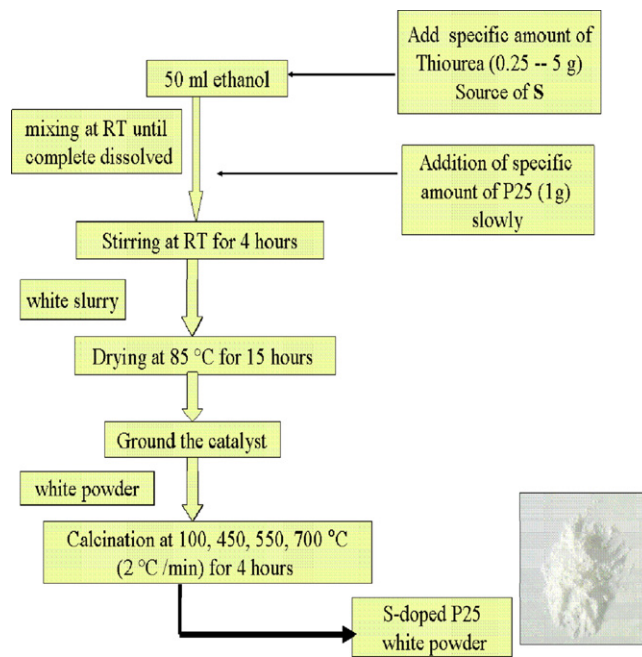 50 ml ethanol
Add specific amount of
Thiourea (0.25 -- 5 g)
Source of S
mixing at RT until
complete dissolved
Addition of specific
amount of P25 (1g)
slowly
Stirring at RT for 4 hours
white slurry
Drying at 85 °C for 15 hours
Ground the catalyst
white powder
Calcination at 100, 450, 550, 700 °C
(2 °C /min) for 4 hours
S-doped P25
white powder